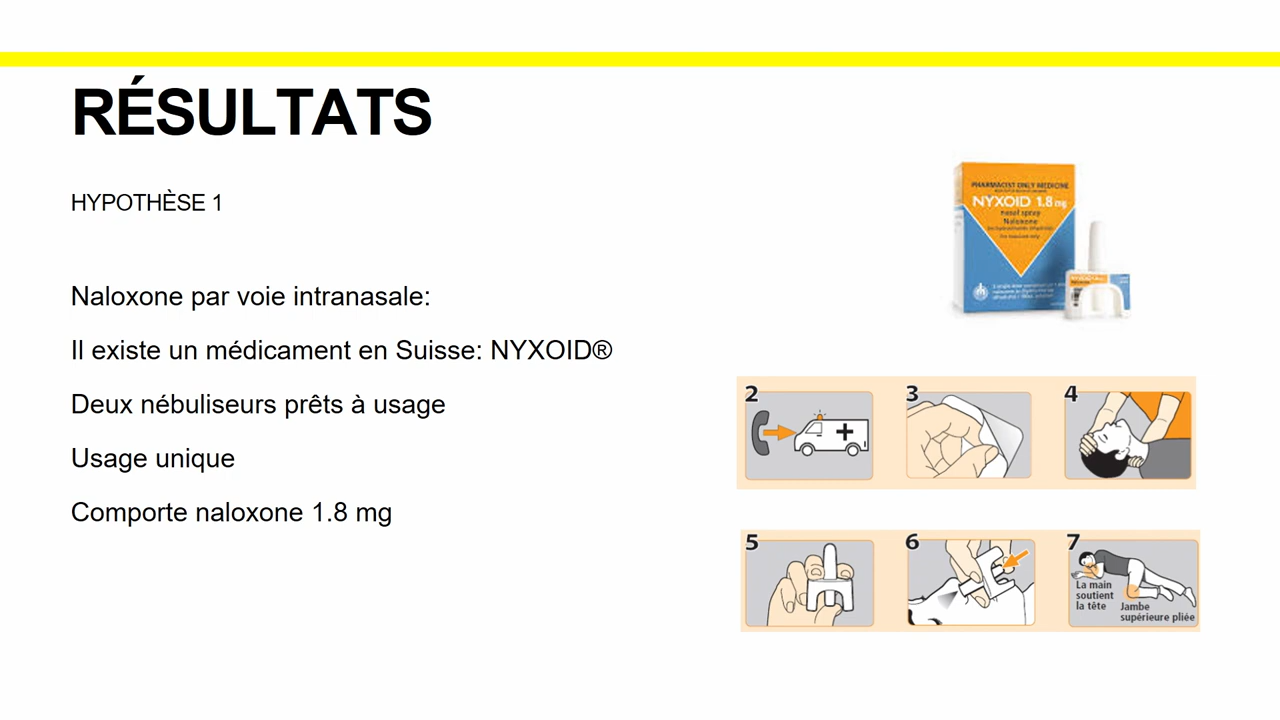 RÉSULTATS
HYPOTHÈSE 1
Naloxone par voie intranasale:
Il existe un médicament en Suisse: NYXOID®
Deux nébuliseurs prêts à usage
Usage unique
Comporte naloxone 1.8 mg
PHARMACIST ONLY MEDICINE
NYXOID 1.8 mg
nasal spray
Naloxone
2
3
4
5
6
7
La main
soutient
la tête
Jambe
supérieure pliée